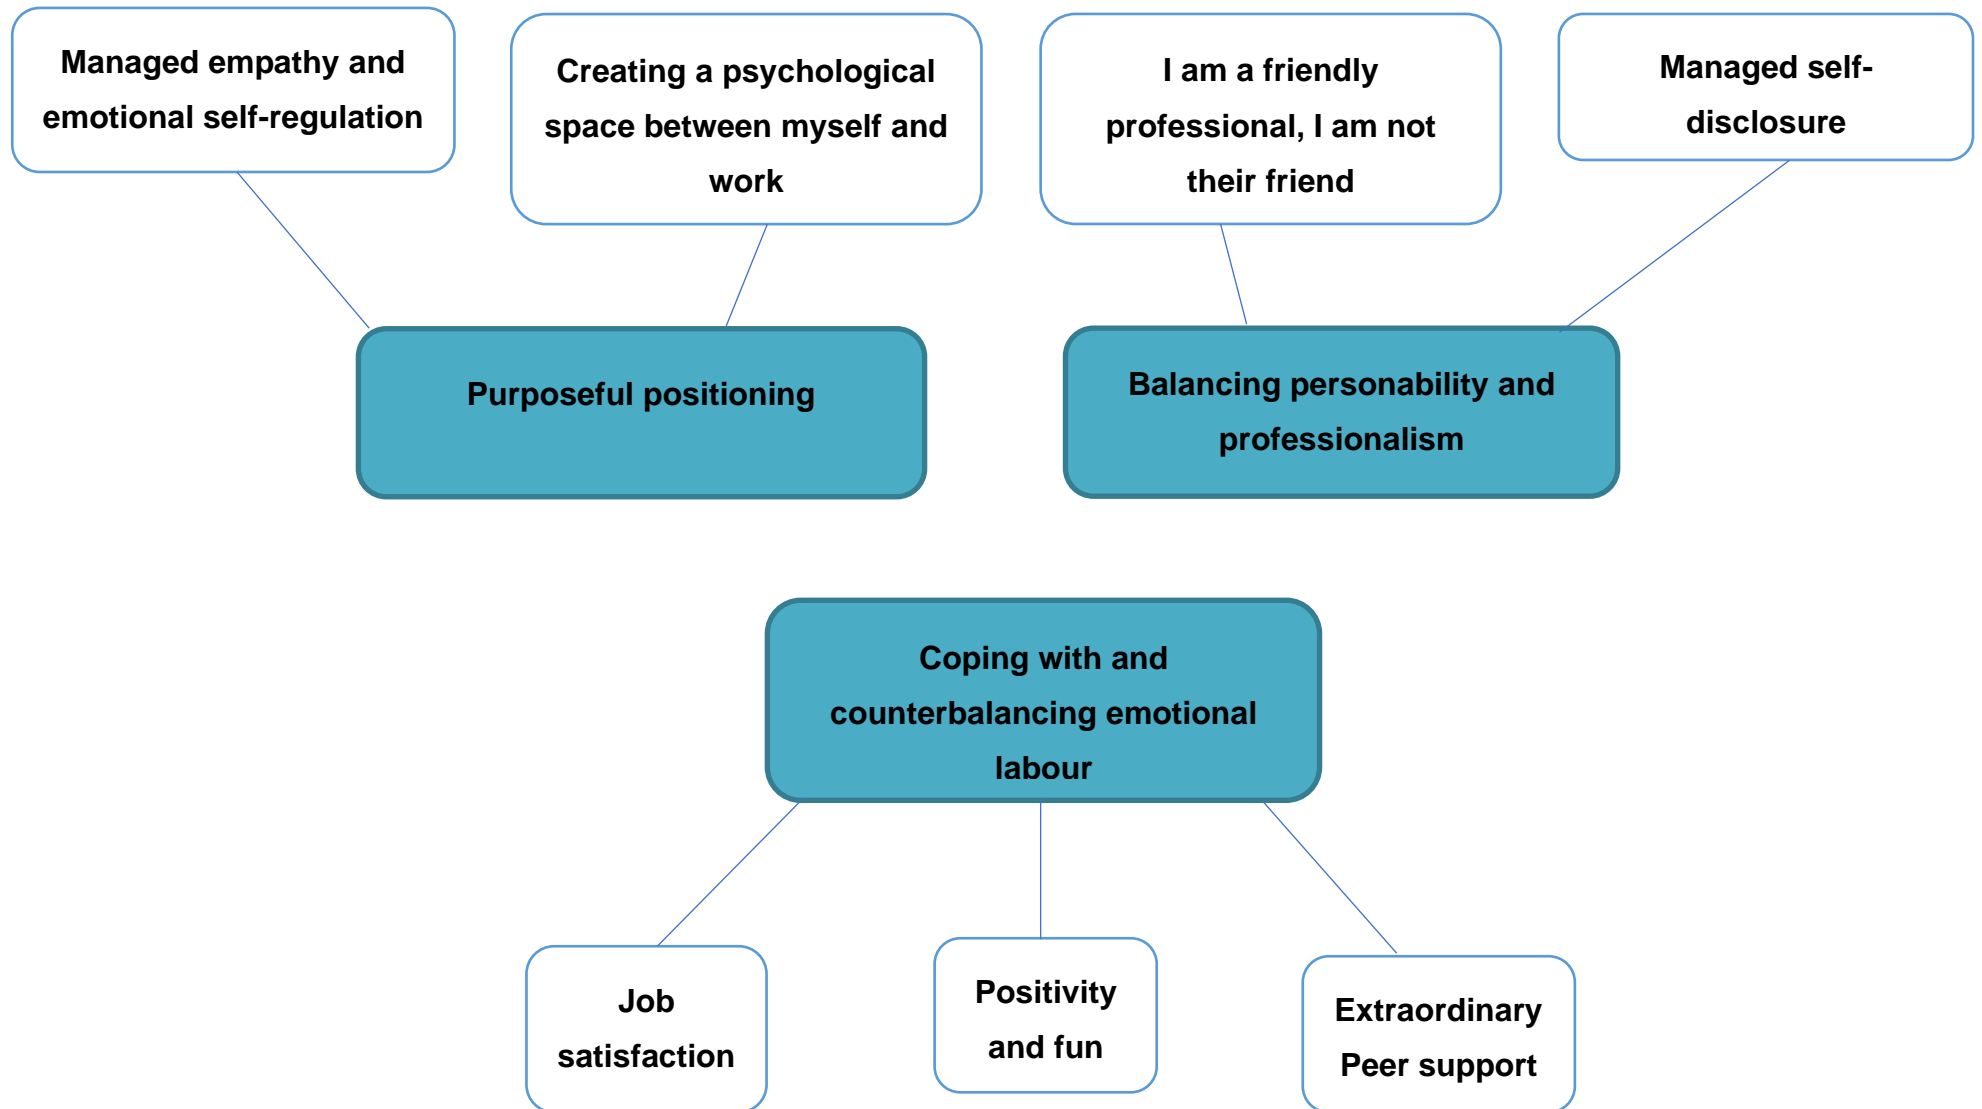 Managed empathy and
emotional self-regulation
Creating a psychological
space between myself and
work
I am a friendly
professional, I am not
their friend
Managed self-
disclosure
Purposeful positioning
Balancing personability and
professionalism
Coping with and
counterbalancing emotional
labour
Job
satisfaction
Positivity
and fun
Extraordinary
Peer support